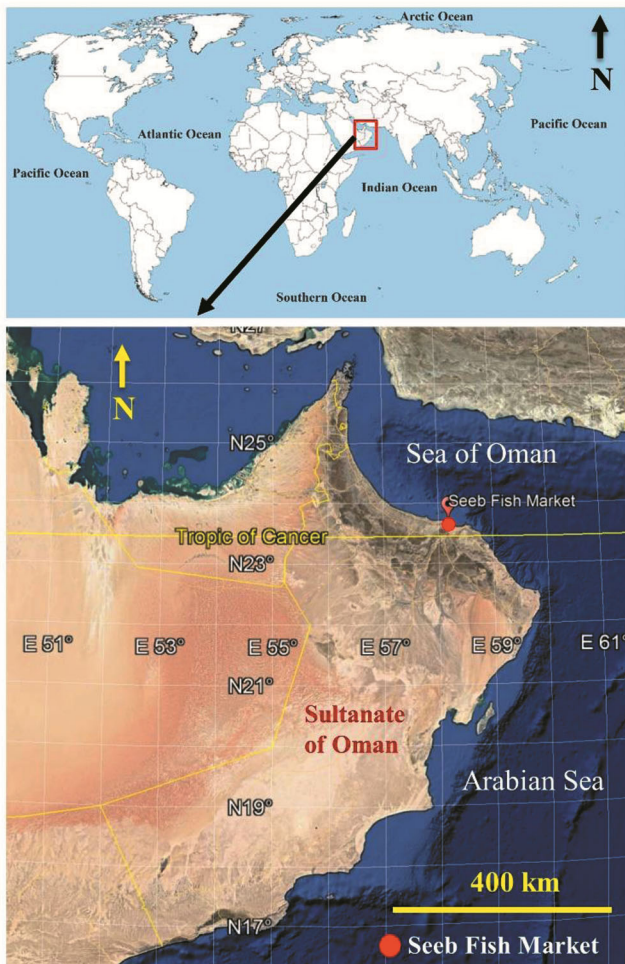 Arctic Ocean
N
Atlantic Ocean
Pacific Ocean
Pacific Ocean
Indian Ocean
Southern Ocean
N27
N
N25°
Sea of Oman
Seeb Fish Market
Tropic of Cancer
N23°
E 51°
E 53°
E 55°
E 57°
E 59°
E 61°
N21°
Sultanate
of Oman
Arabian Sea
N19°
400 km
N17°
Seeb Fish Market